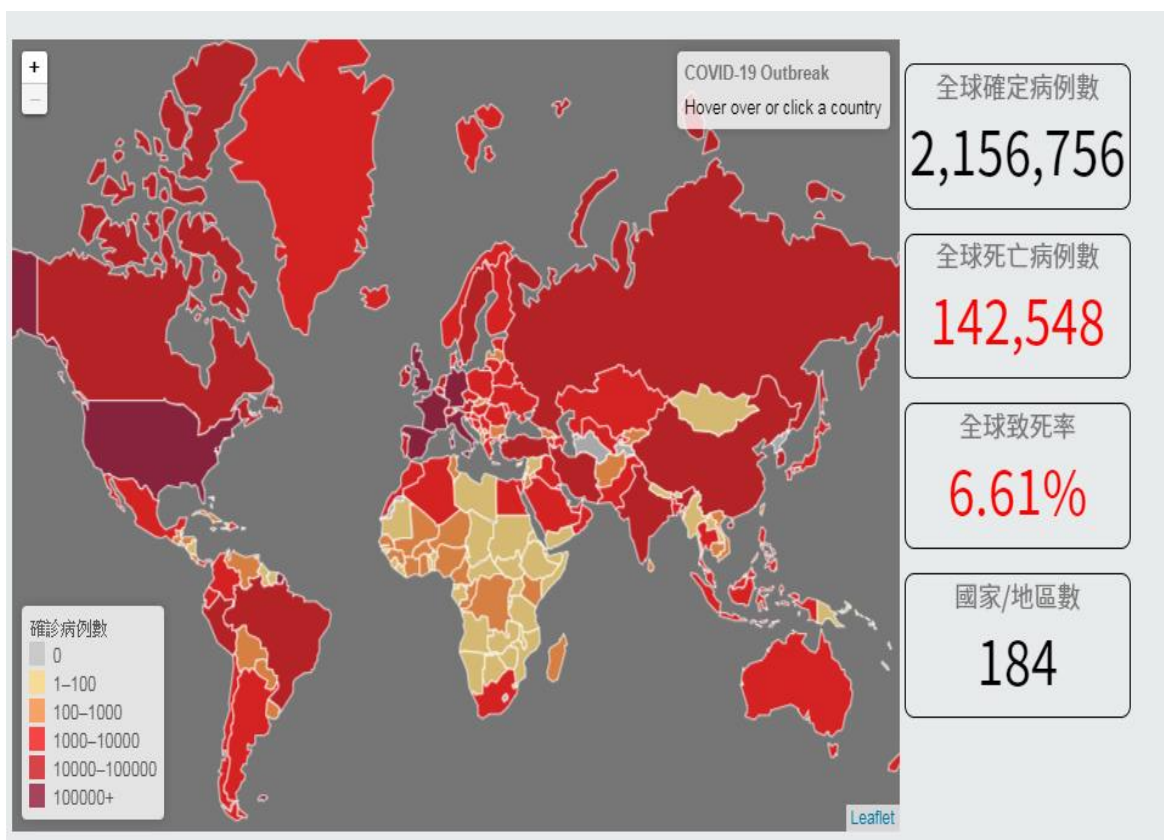 +
−
COVID-19 Outbreak
Hover over or click a country
確診病例數
0
1–100
100–1000
1000–10000
10000–100000
100000+
Leaflet
全球確定病例數
2,156,756
全球死亡病例數
142,548
全球致死率
6.61%
國家/地區數
184